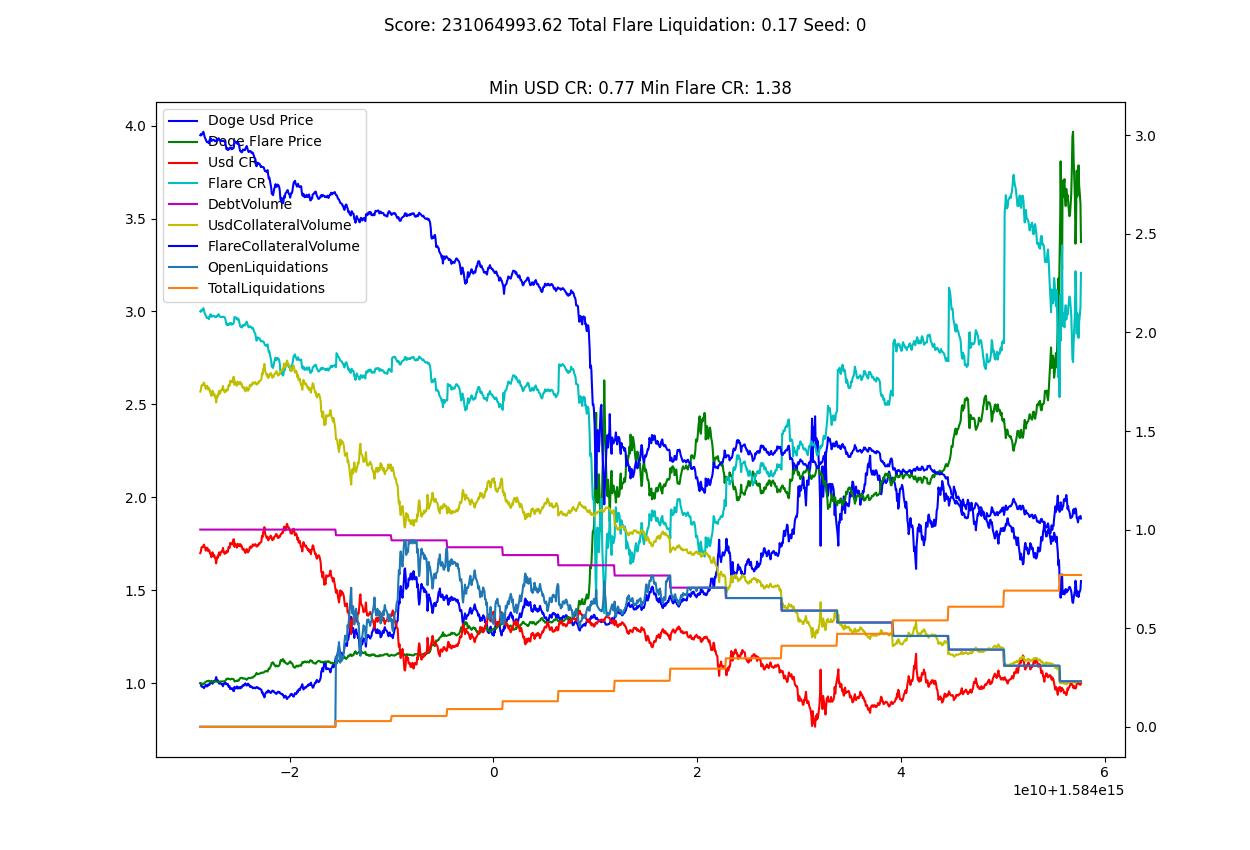 Score: 231064993.62 Total Flare Liquidation: 0.17 Seed: 0
Min USD CR: 0.77 Min Flare CR: 1.38
Doge Usd Price
Doge Flare Price
Usd CR
Flare CR
DebtVolume
UsdCollateralVolume
FlareCollateralVolume
OpenLiquidations
TotalLiquidations
4.0
3.5
3.0
2.5
2.0
1.5
1.0
3.0
2.5
2.0
1.5
1.0
0.5
0.0
−2 0 2 4 6
1e10+1.584e15